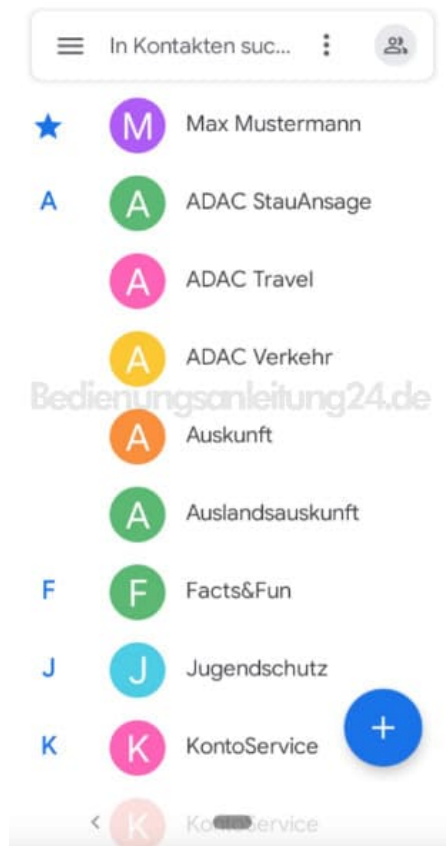 In Kontakten suc...
M Max Mustermann
A A ADAC StauAnsage
A ADAC Travel
A ADAC Verkehr
Bedienungsanleitung24.de
A Auskunft
A Auslandsauskunft
F F Facts&Fun
J J Jugendschutz
K K KontoService
K KontoService